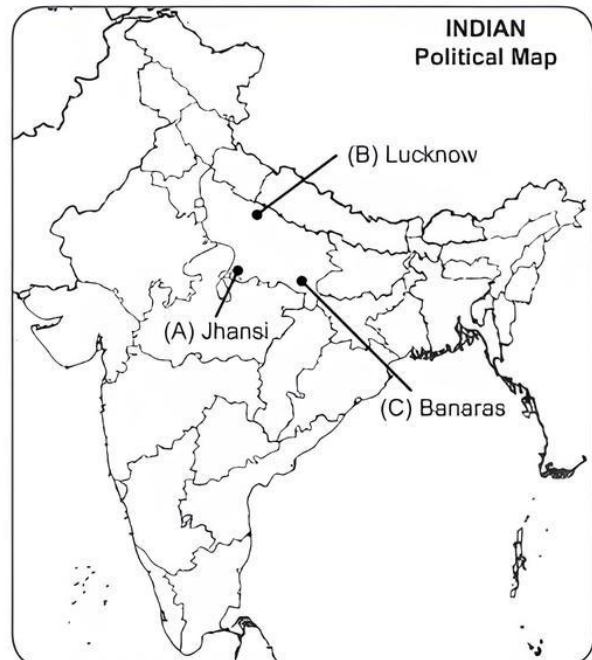 INDIAN
Political Map
(B) Lucknow
(A) Jhansi
(C) Banaras